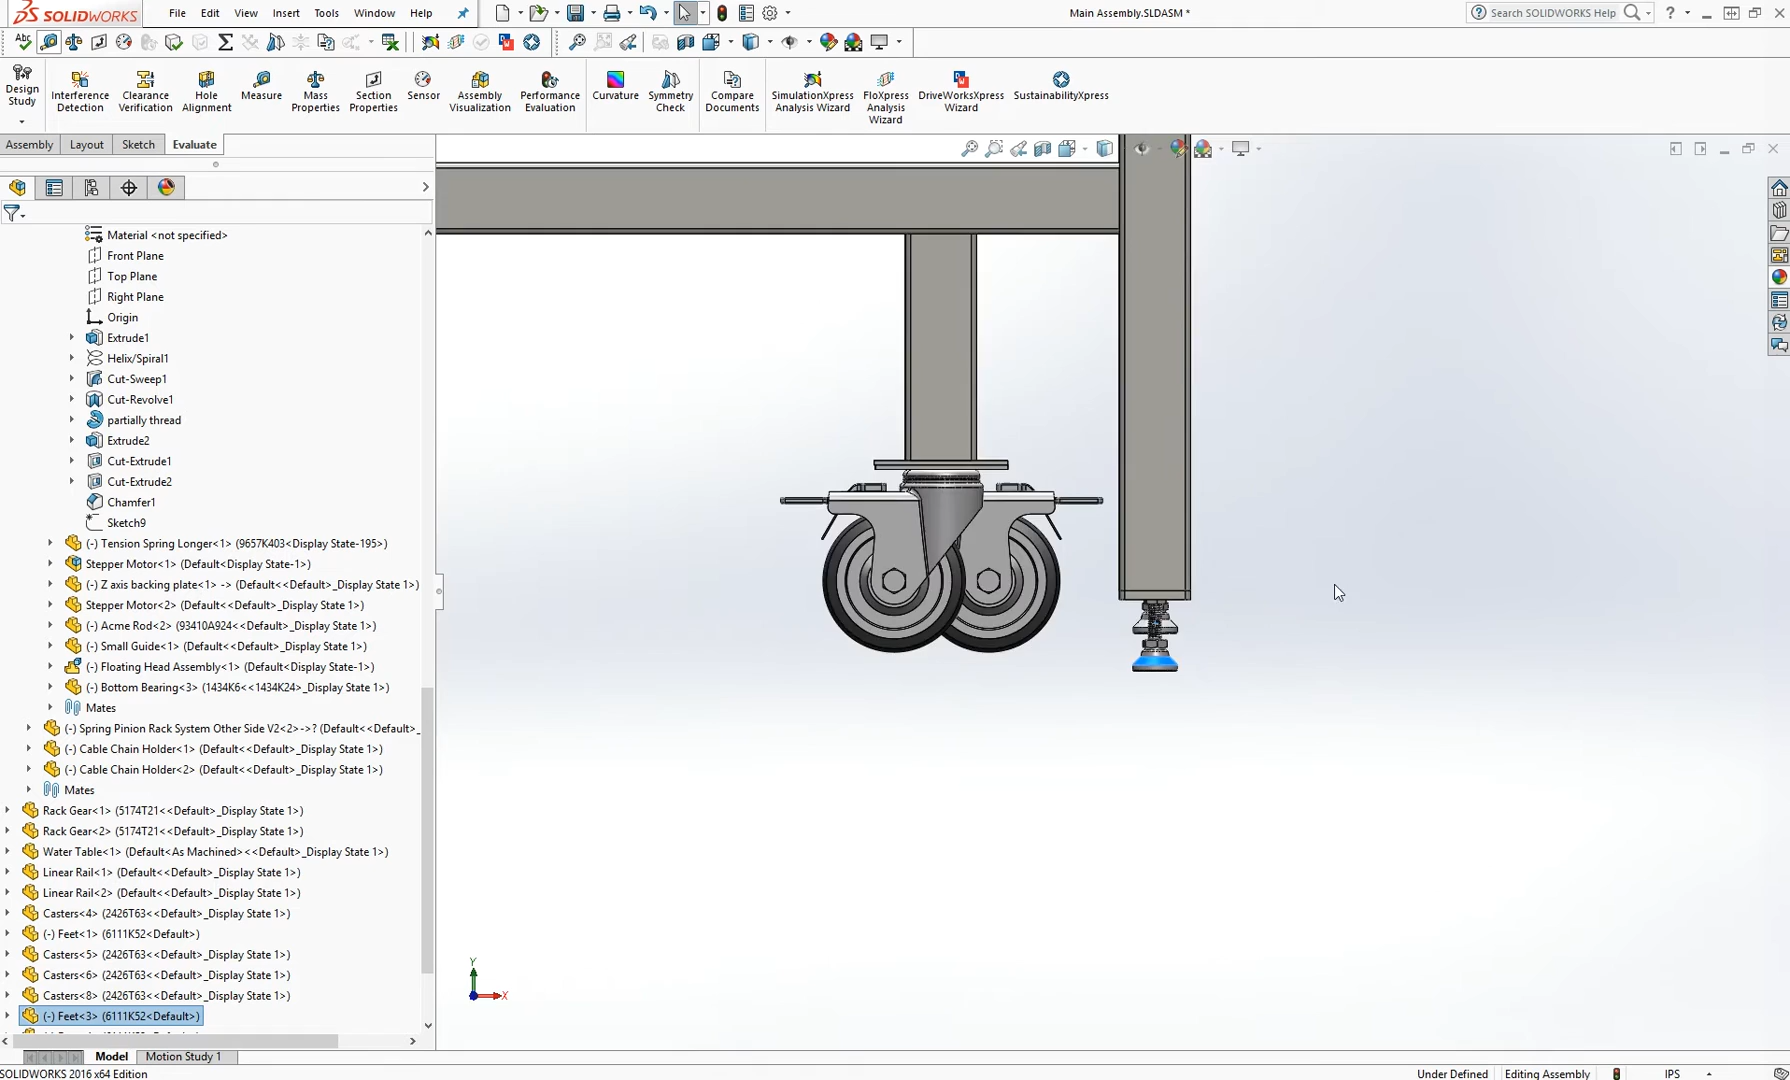 SOLIDWORKS File Edit View Insert Tools Window Help Main Assembly.SLDASM * Search SOLIDWORKS Help
Design Study Interference Detection Clearance Verification Hole Alignment Measure Mass Properties Section Properties Sensor Assembly Visualization Performance Evaluation Curvature Symmetry Check Compare Documents SimulationXpress Analysis Wizard FloXpress Analysis Wizard DriveWorksXpress Wizard SustainabilityXpress
Assembly Layout Sketch Evaluate
Material <not specified>
Front Plane
Top Plane
Right Plane
Origin
Extrude1
Helix/Spiral1
Cut-Sweep1
Cut-Revolve1
partially thread
Extrude2
Cut-Extrude1
Cut-Extrude2
Chamfer1
Sketch9
(-) Tension Spring Longer<1> (9657K403<Display State-195>)
Stepper Motor<1> (Default<Display State-1>)
(-) Z axis backing plate<1> -> (Default<<Default>_Display State 1>)
Stepper Motor<2> (Default<<Default>_Display State 1>)
(-) Acme Rod<2> (93410A924<<Default>_Display State 1>)
(-) Small Guide<1> (Default<<Default>_Display State 1>)
(-) Floating Head Assembly<1> (Default<Display State-1>)
(-) Bottom Bearing<3> (1434K6<<1434K24>_Display State 1>)
Mates
(-) Spring Pinion Rack System Other Side V2<2>->? (Default<<Default>_
(-) Cable Chain Holder<1> (Default<<Default>_Display State 1>)
(-) Cable Chain Holder<2> (Default<<Default>_Display State 1>)
Mates
Rack Gear<1> (5174T21<<Default>_Display State 1>)
Rack Gear<2> (5174T21<<Default>_Display State 1>)
Water Table<1> (Default<As Machined><<Default>_Display State 1>)
Linear Rail<1> (Default<<Default>_Display State 1>)
Linear Rail<2> (Default<<Default>_Display State 1>)
Casters<4> (2426T63<<Default>_Display State 1>)
(-) Feet<1> (6111K52<Default>)
Casters<5> (2426T63<<Default>_Display State 1>)
Casters<6> (2426T63<<Default>_Display State 1>)
Casters<8> (2426T63<<Default>_Display State 1>)
(-) Feet<3> (6111K52<Default>)
Y
X
Model Motion Study 1
SOLIDWORKS 2016 x64 Edition Under Defined Editing Assembly IPS